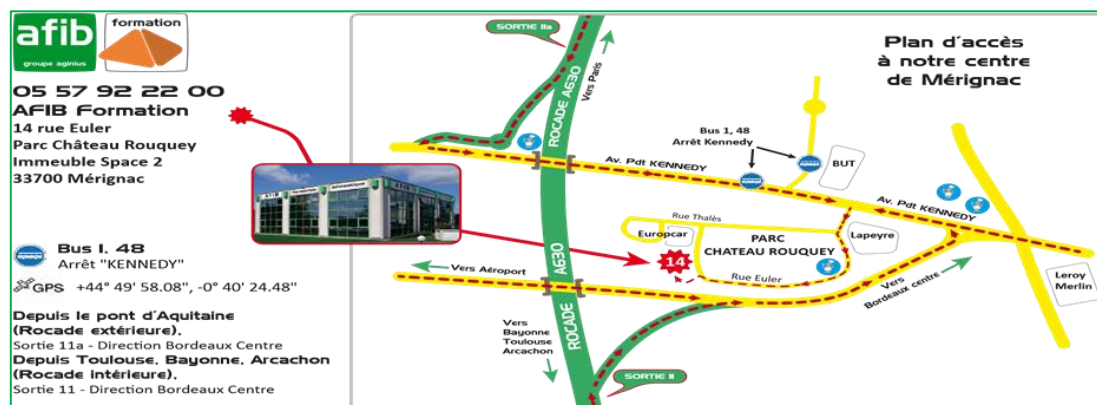 afib
groupe aginius
formation
05 57 92 22 00
AFIB Formation
14 rue Euler
Parc Château Rouquey
Immeuble Space 2
33700 Mérignac
Bus 1, 48
Arrêt "KENNEDY"
GPS +44° 49' 58.08", -0° 40' 24.48"
Depuis le pont d'Aquitaine
(Rocade extérieure),
Sortie 11a - Direction Bordeaux Centre
Depuis Toulouse, Bayonne, Arcachon
(Rocade intérieure),
Sortie 11 - Direction Bordeaux Centre
Plan d'accès
à notre centre
de Mérignac
SORTIE 11a
ROCADE A630
Vers Paris
Bus 1, 48
Arrêt Kennedy
BUT
Av. Pdt KENNEDY
Av. Pdt KENNEDY
Rue Thalès
Europcar
PARC
CHATEAU ROUQUEY
Lapeyre
14
Rue Euler
Vers Aéroport
A630
ROCADE
Vers
Bordeaux centre
Leroy
Merlin
Vers
Bayonne
Toulouse
Arcachon
SORTIE 11
AFIB